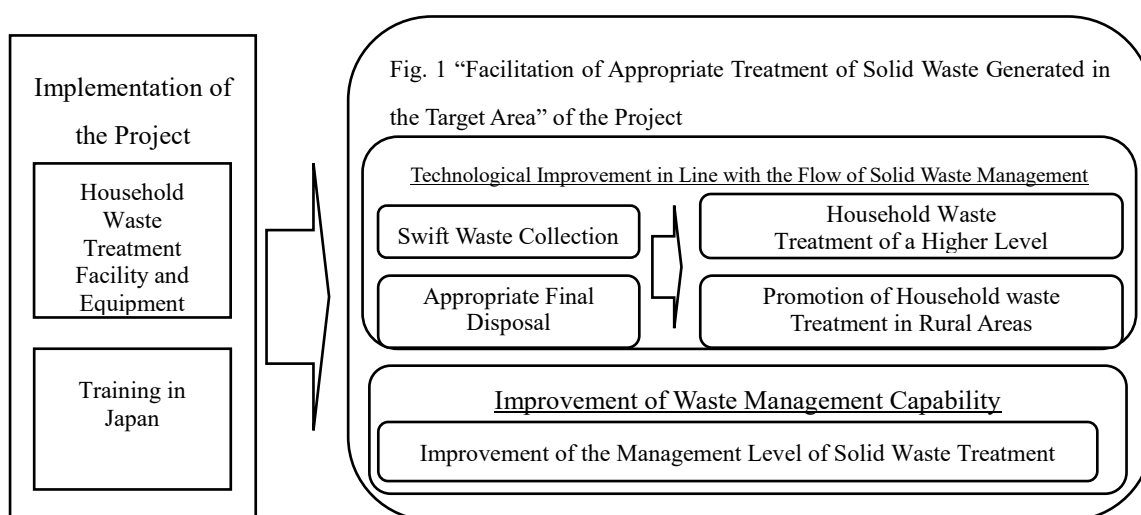 Implementation of
the Project
Household
Waste
Treatment
Facility and
Equipment
Training in
Japan
Fig. 1 “Facilitation of Appropriate Treatment of Solid Waste Generated in
the Target Area” of the Project
Technological Improvement in Line with the Flow of Solid Waste Management
Swift Waste Collection
Appropriate Final
Disposal
Household Waste
Treatment of a Higher Level
Promotion of Household waste
Treatment in Rural Areas
Improvement of Waste Management Capability
Improvement of the Management Level of Solid Waste Treatment